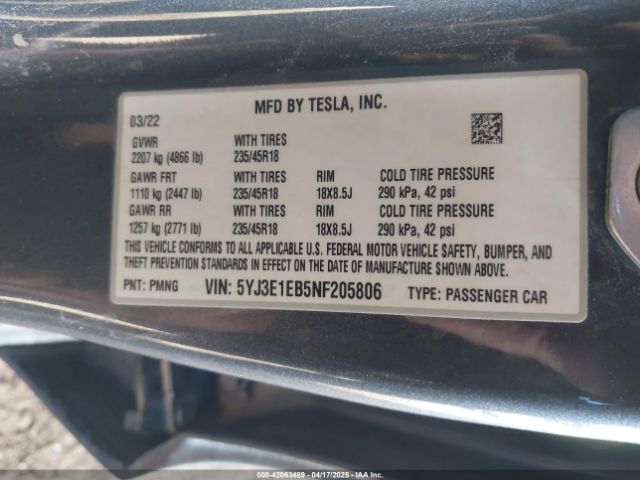 MFD BY TESLA, INC.
03/22
GVWR WITH TIRES
2207 kg (4866 lb) 235/45R18
GAWR FRT WITH TIRES RIM COLD TIRE PRESSURE
1110 kg (2447 lb) 235/45R18 18X8.5J 290 kPa, 42 psi
GAWR RR WITH TIRES RIM COLD TIRE PRESSURE
1257 kg (2771 lb) 235/45R18 18X8.5J 290 kPa, 42 psi
THIS VEHICLE CONFORMS TO ALL APPLICABLE U.S. FEDERAL MOTOR VEHICLE SAFETY, BUMPER, AND
THEFT PREVENTION STANDARDS IN EFFECT ON THE DATE OF MANUFACTURE SHOWN ABOVE.
PNT: PMNG VIN: 5YJ3E1EB5NF205806 TYPE: PASSENGER CAR
000-42063489 - 04/17/2025 - IAA, Inc.